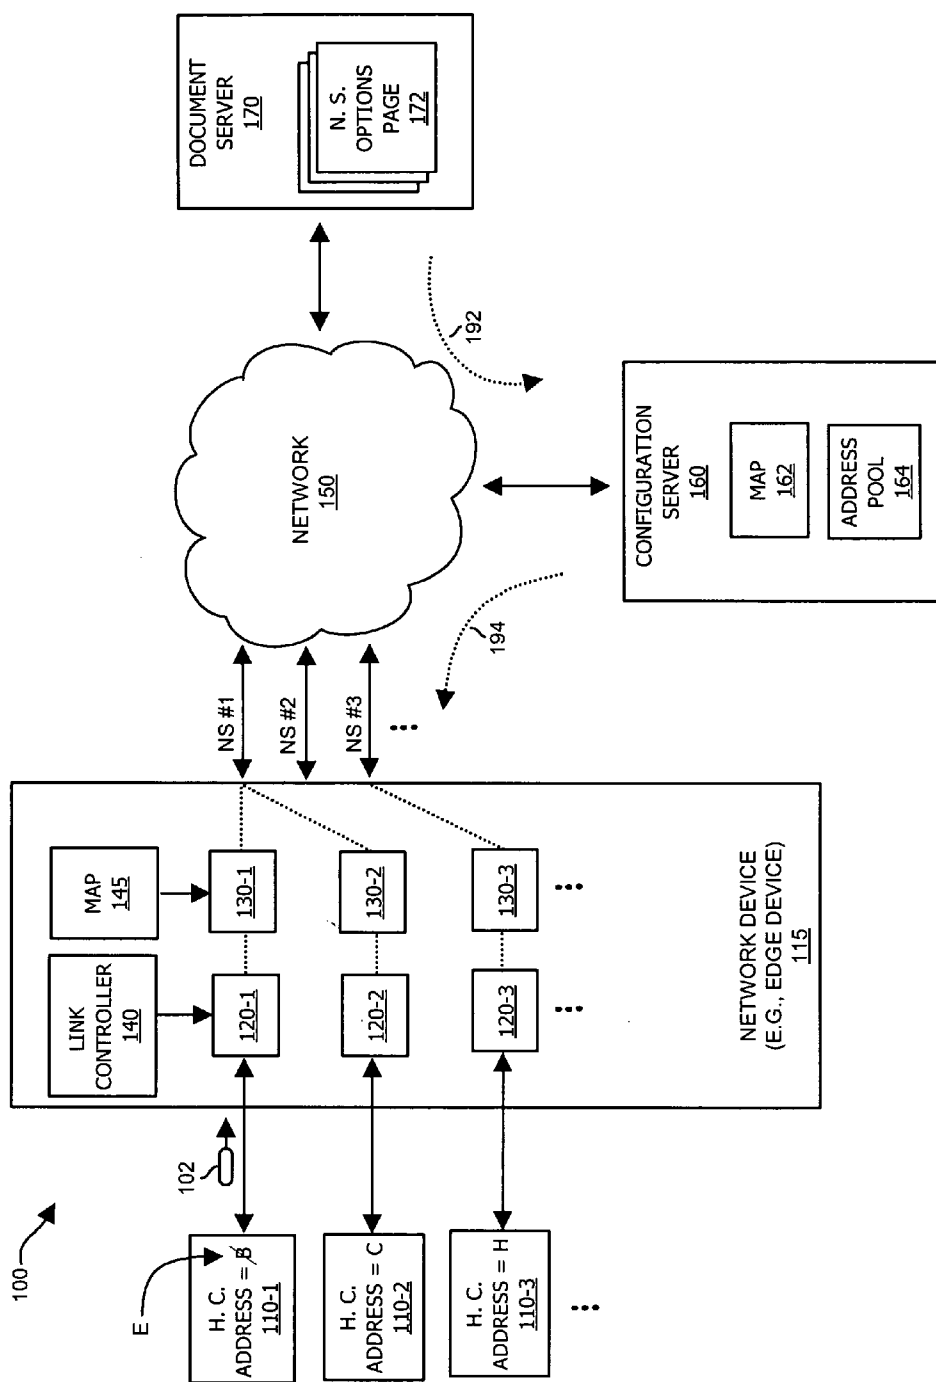 100
E
H. C.
ADDRESS = B
110-1
H. C.
ADDRESS = C
110-2
H. C.
ADDRESS = H
110-3
102
LINK
CONTROLLER
140
MAP
145
120-1
130-1
120-2
130-2
120-3
130-3
NETWORK DEVICE
(E.G., EDGE DEVICE)
115
NS #1
NS #2
NS #3
NETWORK
150
194
192
CONFIGURATION
SERVER
160
MAP
162
ADDRESS
POOL
164
DOCUMENT
SERVER
170
N. S.
OPTIONS
PAGE
172